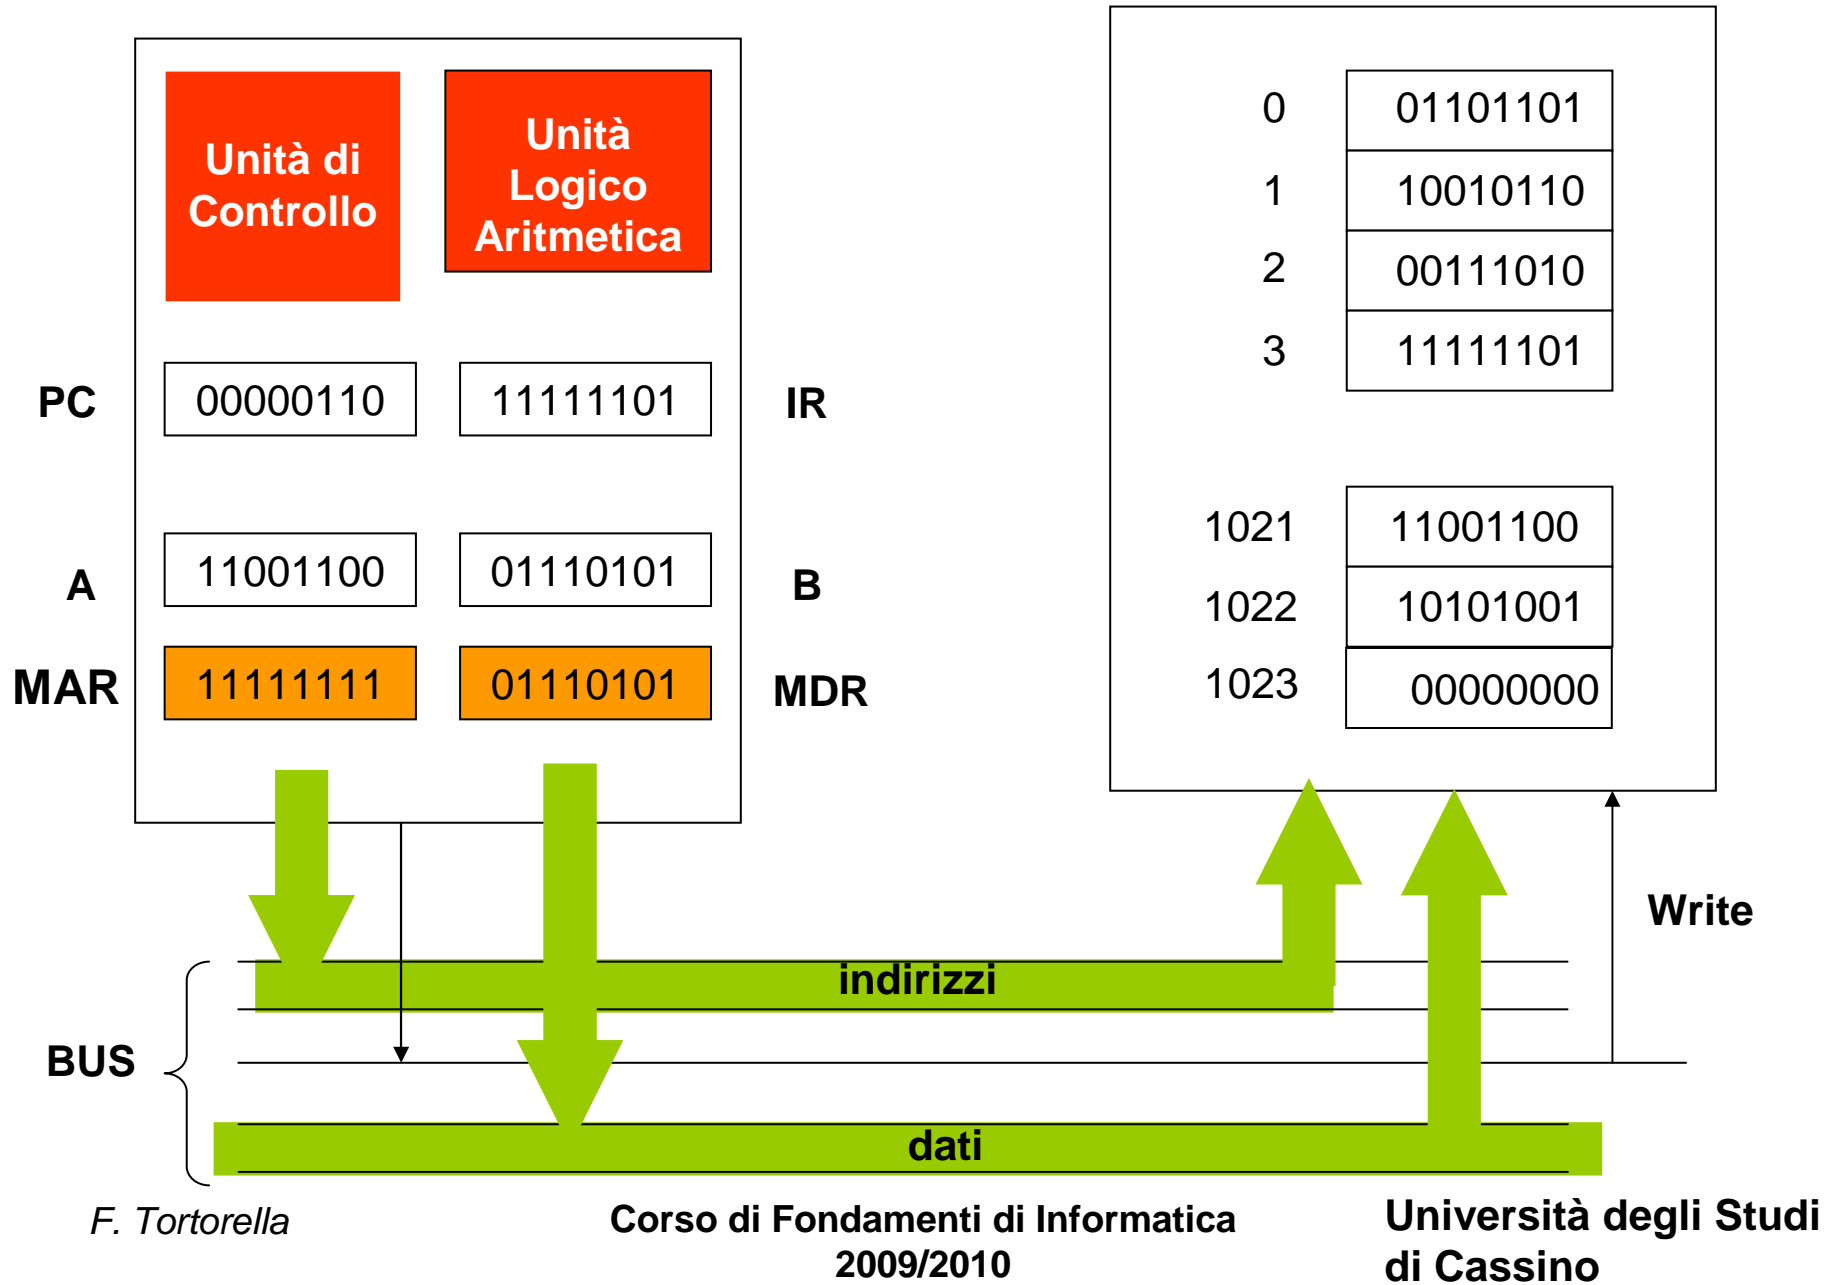 Unità di
Controllo
Unità
Logico
Aritmetica
PC 00000110 11111101 IR
A 11001100 01110101 B
MAR 11111111 01110101 MDR
0 01101101
1 10010110
2 00111010
3 11111101
1021 11001100
1022 10101001
1023 00000000
Write
indirizzi
BUS
dati
F. Tortorella
Corso di Fondamenti di Informatica
2009/2010
Università degli Studi
di Cassino